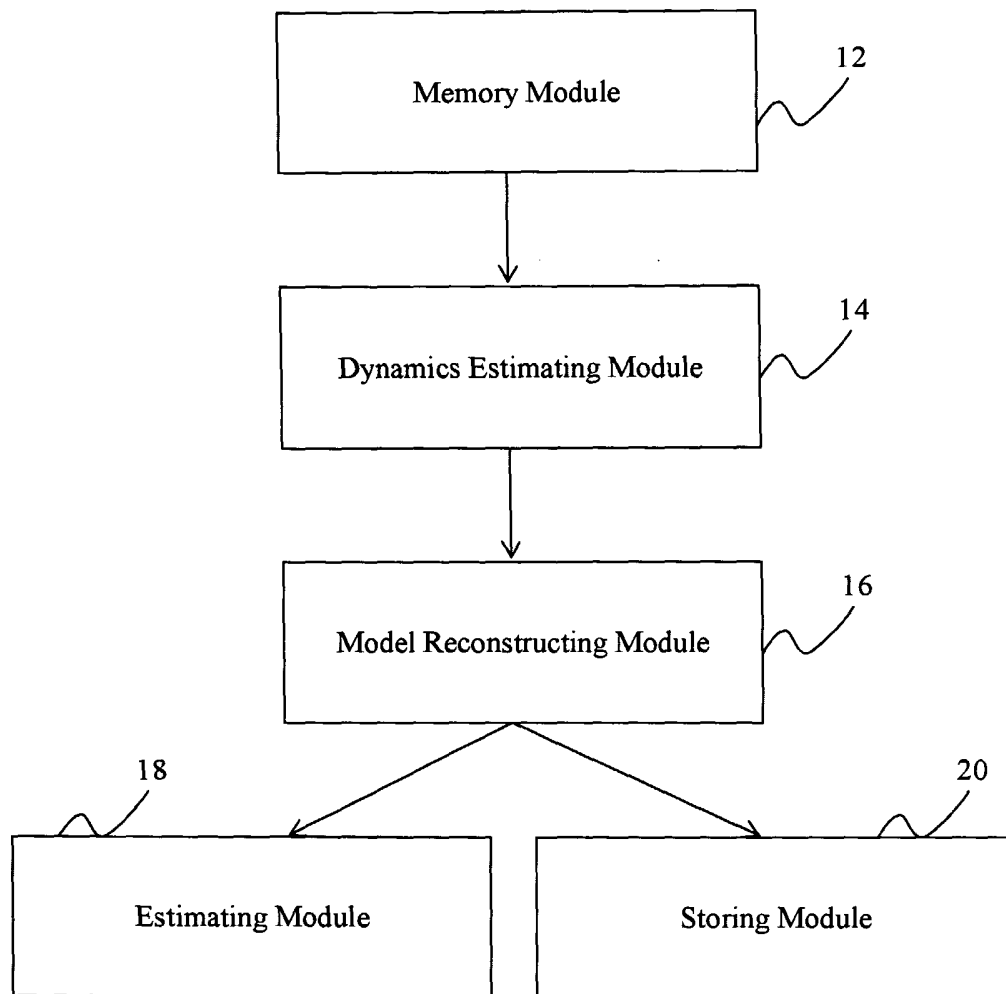 12
Memory Module
14
Dynamics Estimating Module
16
Model Reconstructing Module
18
20
Estimating Module
Storing Module